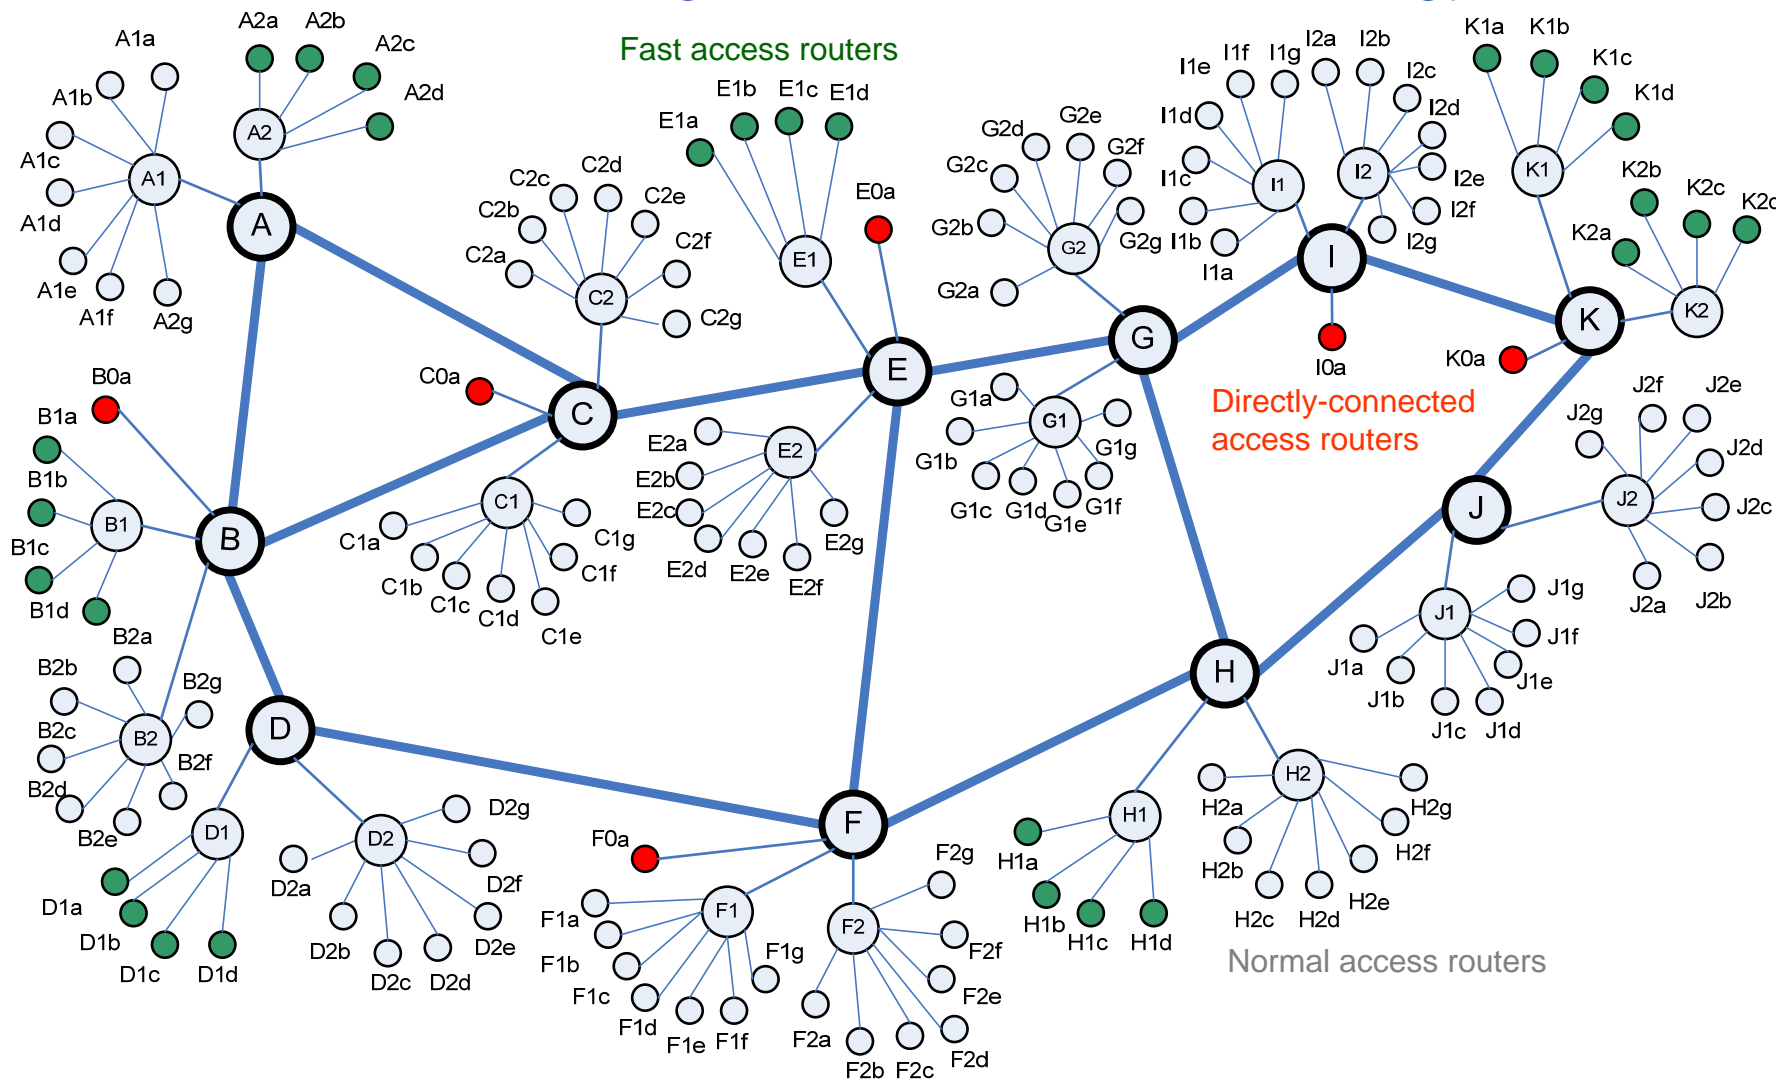 Fast access routers
Directly-connected
access routers
Normal access routers
A
B
C
D
E
F
G
H
I
J
K
A1
A1a
A1b
A1c
A1d
A1e
A1f
A2g
A2
A2a
A2b
A2c
A2d
B0a
B1
B1a
B1b
B1c
B1d
B2
B2a
B2b
B2c
B2d
B2e
B2f
B2g
C0a
C1
C1a
C1b
C1c
C1d
C1e
C1f
C1g
C2
C2a
C2b
C2c
C2d
C2e
C2f
C2g
D1
D1a
D1b
D1c
D1d
D2
D2a
D2b
D2c
D2d
D2e
D2f
D2g
E0a
E1
E1a
E1b
E1c
E1d
E2
E2a
E2b
E2c
E2d
E2e
E2f
E2g
F0a
F1
F1a
F1b
F1c
F1d
F1e
F1f
F1g
F2
F2a
F2b
F2c
F2d
F2e
F2f
F2g
G1
G1a
G1b
G1c
G1d
G1e
G1f
G1g
G2
G2a
G2b
G2c
G2d
G2e
G2f
G2g
H1
H1a
H1b
H1c
H1d
H2
H2a
H2b
H2c
H2d
H2e
H2f
H2g
I0a
I1
I1a
I1b
I1c
I1d
I1e
I1f
I1g
I2
I2a
I2b
I2c
I2d
I2e
I2f
I2g
J1
J1a
J1b
J1c
J1d
J1e
J1f
J1g
J2
J2a
J2b
J2c
J2d
J2e
J2f
J2g
K0a
K1
K1a
K1b
K1c
K1d
K2
K2a
K2b
K2c
K2d